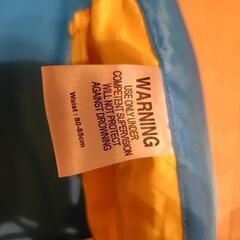 WARNING
USE ONLY UNDER
COMPETENT SUPERVISION
WILL NOT PROTECT
AGAINST DROWNING
Waist : 80-85cm